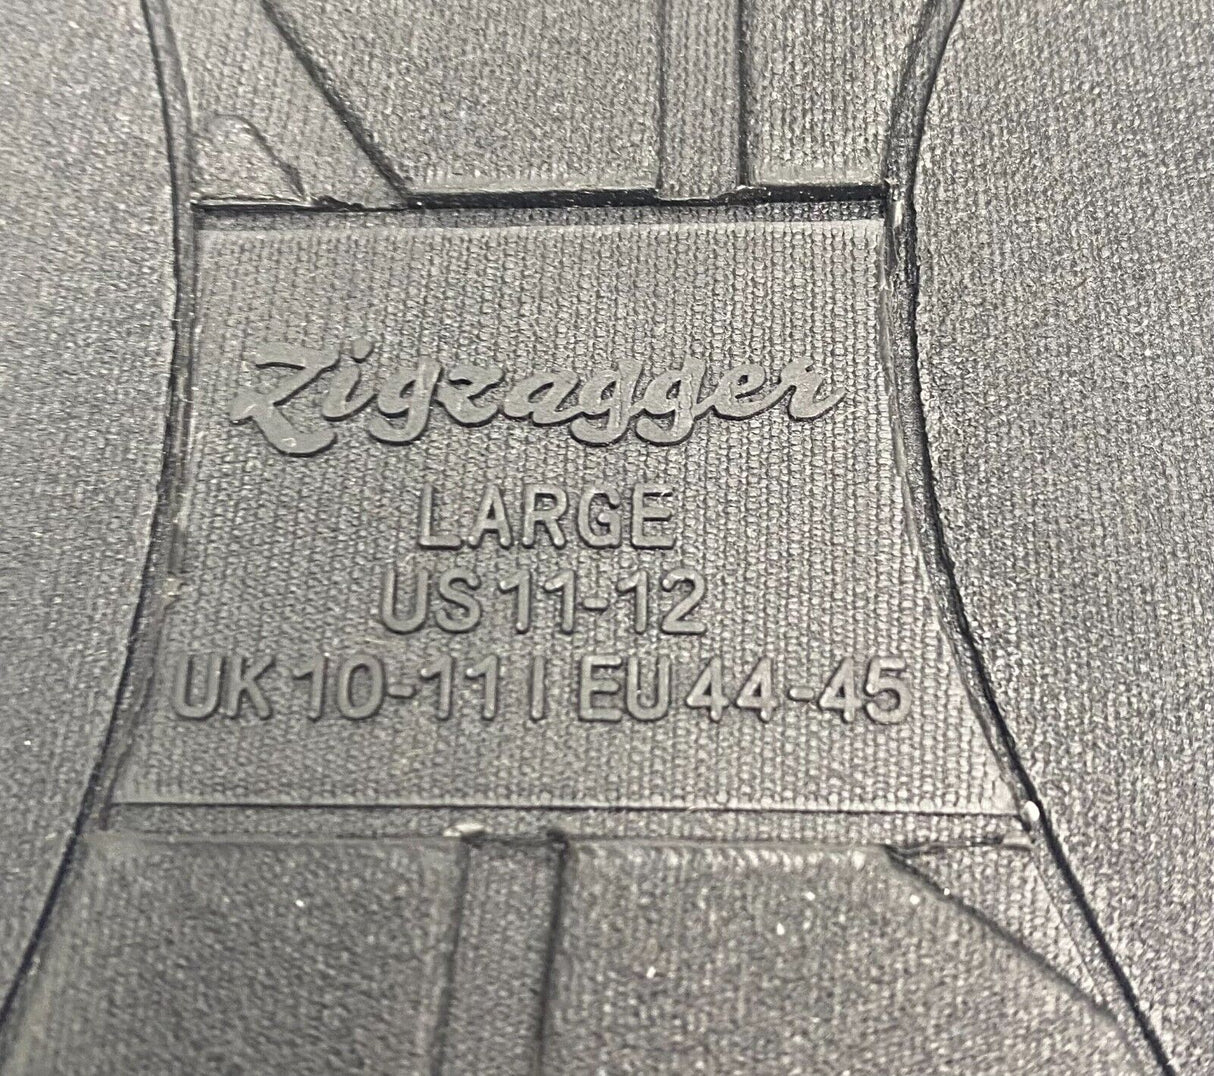 Zigzagger
LARGE
US 11-12
UK 10-11 | EU 44-45